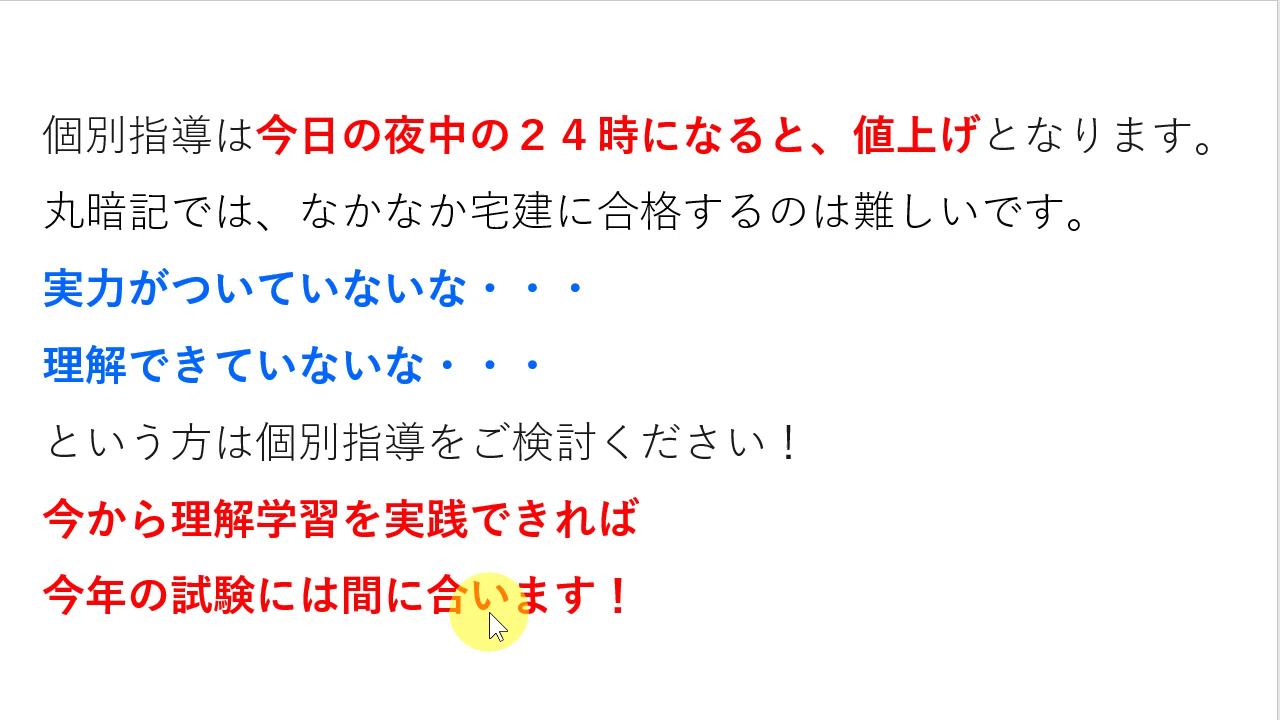 個別指導は今日の夜中の２４時になると、値上げとなります。
丸暗記では、なかなか宅建に合格するのは難しいです。
実力がついていないな・・・
理解できていないな・・・
という方は個別指導をご検討ください！
今から理解学習を実践できれば
今年の試験には間に合います！